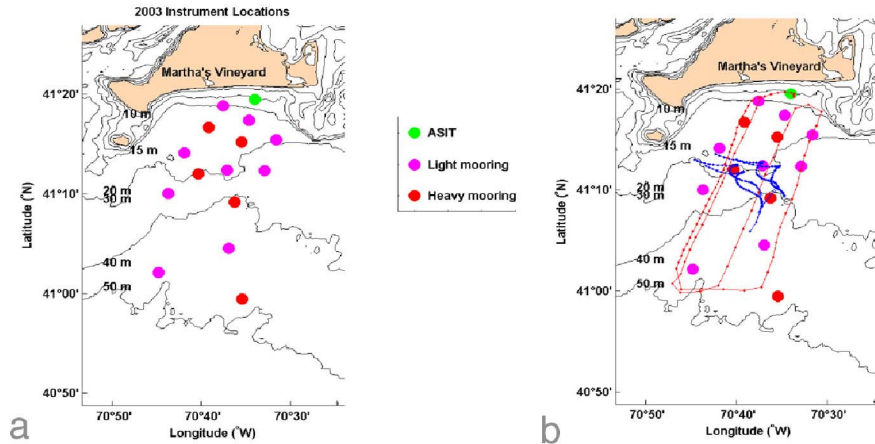 2003 Instrument Locations
Martha's Vineyard
41°20'
10 m
15 m
41°10'
20 m
30 m
40 m
50 m
41°00'
40°50'
70°50'
70°40'
70°30'
Longitude (°W)
Latitude (°N)
a
ASIT
Light mooring
Heavy mooring
Martha's Vineyard
41°20'
10 m
15 m
41°10'
20 m
30 m
40 m
50 m
41°00'
40°50'
70°50'
70°40'
70°30'
Longitude (°W)
Latitude (°N)
b